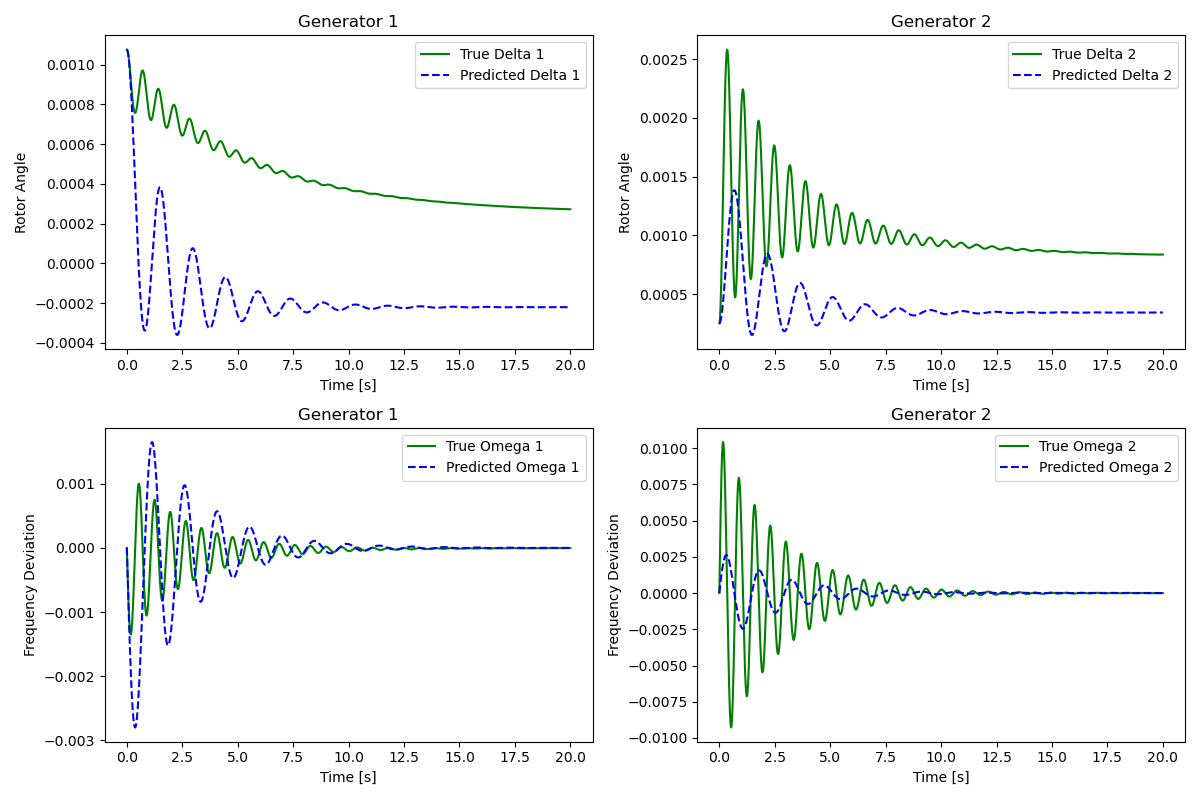 Generator 1
True Delta 1
Predicted Delta 1
Rotor Angle
0.0010
0.0008
0.0006
0.0004
0.0002
0.0000
−0.0002
−0.0004
0.0 2.5 5.0 7.5 10.0 12.5 15.0 17.5 20.0
Time [s]
Generator 2
True Delta 2
Predicted Delta 2
Rotor Angle
0.0025
0.0020
0.0015
0.0010
0.0005
0.0 2.5 5.0 7.5 10.0 12.5 15.0 17.5 20.0
Time [s]
Generator 1
True Omega 1
Predicted Omega 1
Frequency Deviation
0.001
0.000
−0.001
−0.002
−0.003
0.0 2.5 5.0 7.5 10.0 12.5 15.0 17.5 20.0
Time [s]
Generator 2
True Omega 2
Predicted Omega 2
Frequency Deviation
0.0100
0.0075
0.0050
0.0025
0.0000
−0.0025
−0.0050
−0.0075
−0.0100
0.0 2.5 5.0 7.5 10.0 12.5 15.0 17.5 20.0
Time [s]